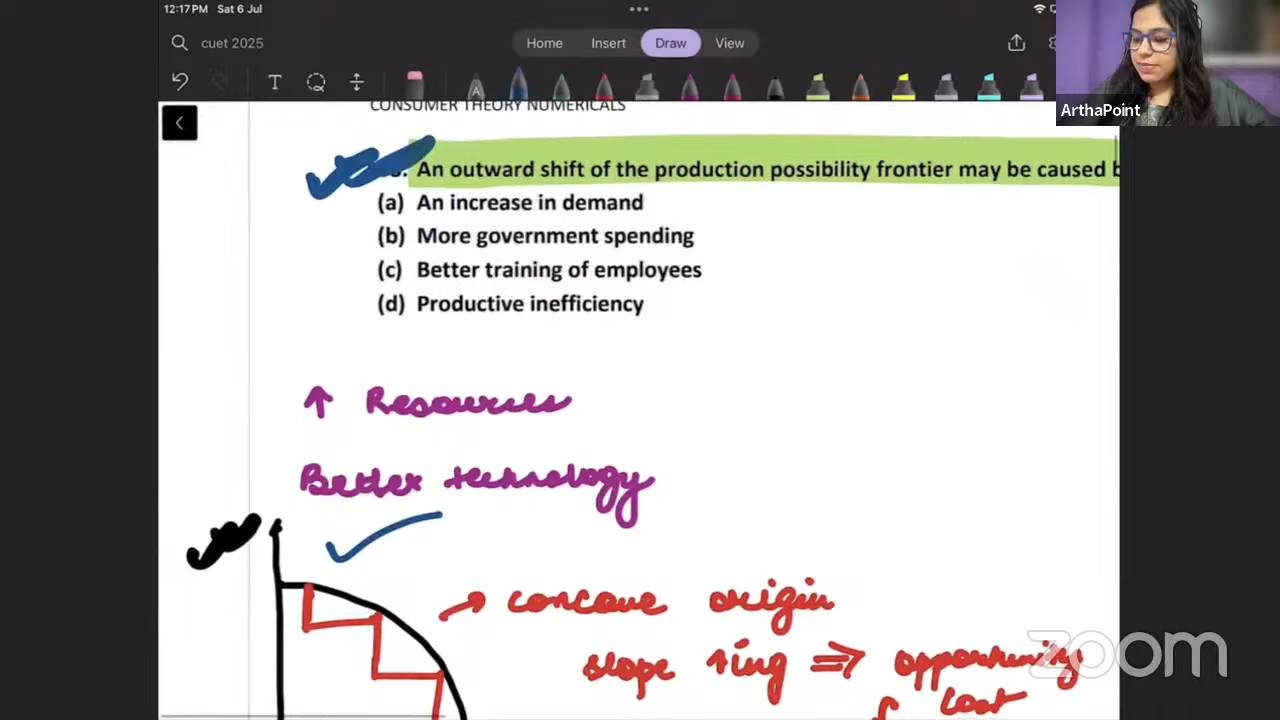 12:17 PM Sat 6 Jul
cuet 2025
Home Insert Draw View
ArthaPoint
CONSUMER THEORY NUMERICALS
An outward shift of the production possibility frontier may be caused b
(a) An increase in demand
(b) More government spending
(c) Better training of employees
(d) Productive inefficiency
↑ Resources
Better technology
→ concave origin
slope ↑ing ⇒ opportunity
cost
zoom